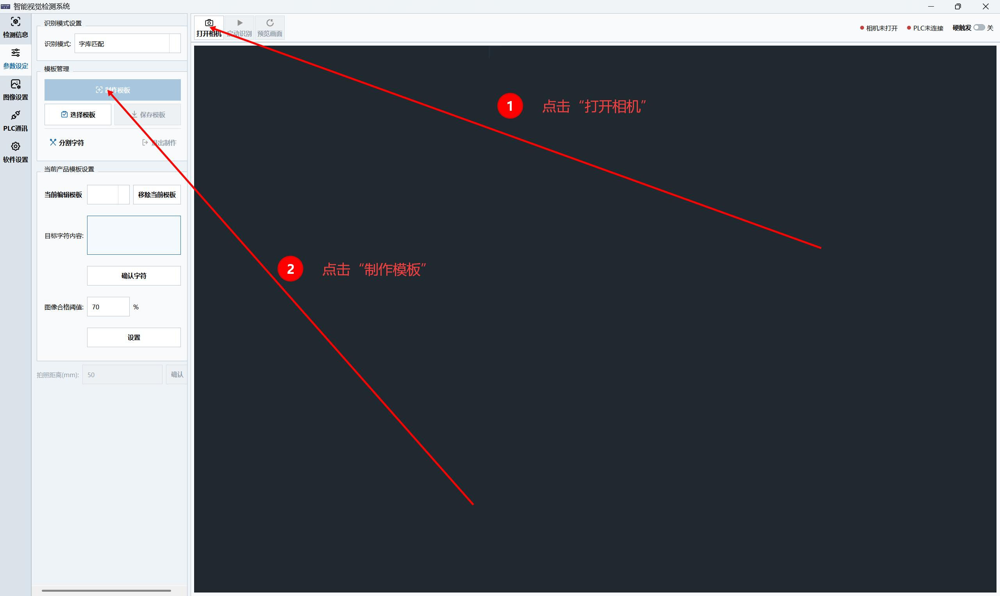 智能视觉检测系统
检测信息
参数设定
图像设置
PLC通讯
软件设置
识别模式设置
识别模式: 字库匹配
模板管理
制作模板
选择模板 保存模板
分割字符 退出制作
当前产品模板设置
当前编辑模板 移除当前模板
目标字符内容:
确认字符
图像合格阈值: 70 %
设置
拍照距离(mm): 50 确认
打开相机 启动识别 预览画面
相机未打开 PLC未连接 硬触发 关
1 点击“打开相机”
2 点击“制作模板”